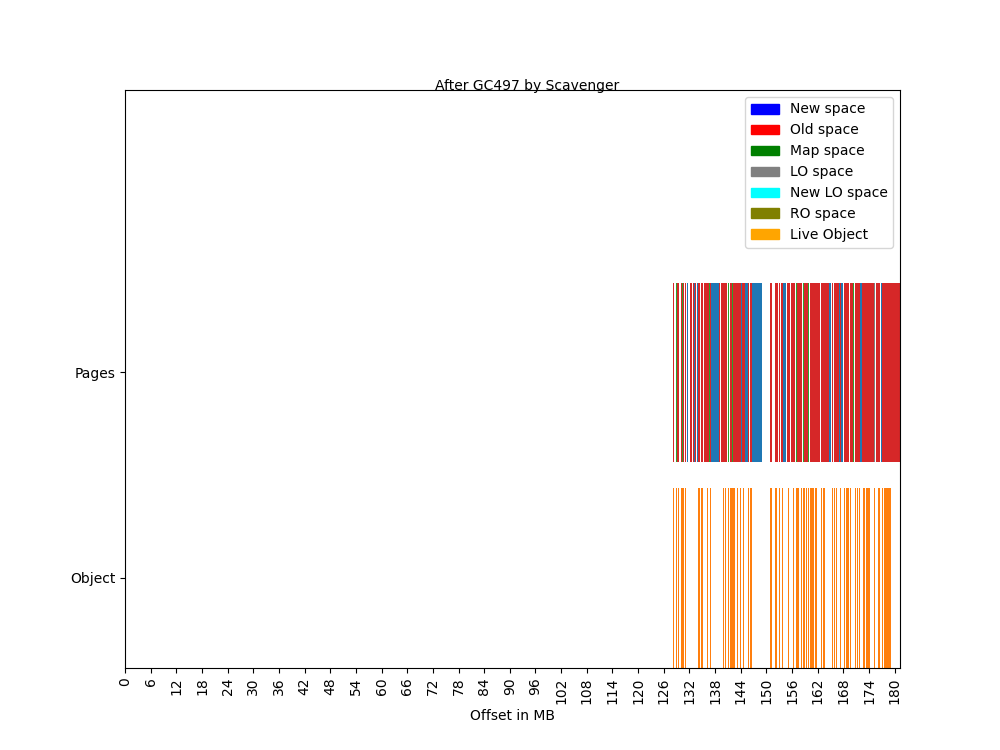 After GC497 by Scavenger
New space
Old space
Map space
LO space
New LO space
RO space
Live Object
Pages
Object
0 6 12 18 24 30 36 42 48 54 60 66 72 78 84 90 96 102 108 114 120 126 132 138 144 150 156 162 168 174 180
Offset in MB